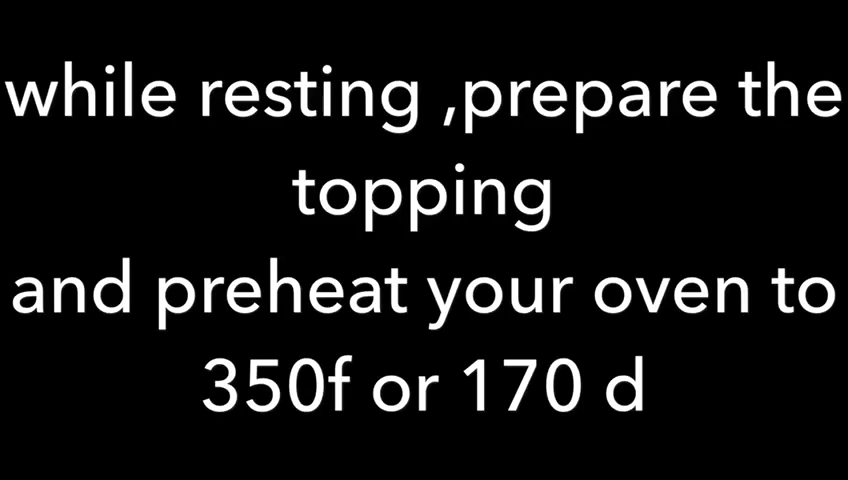 while resting ,prepare the
topping
and preheat your oven to
350f or 170 d